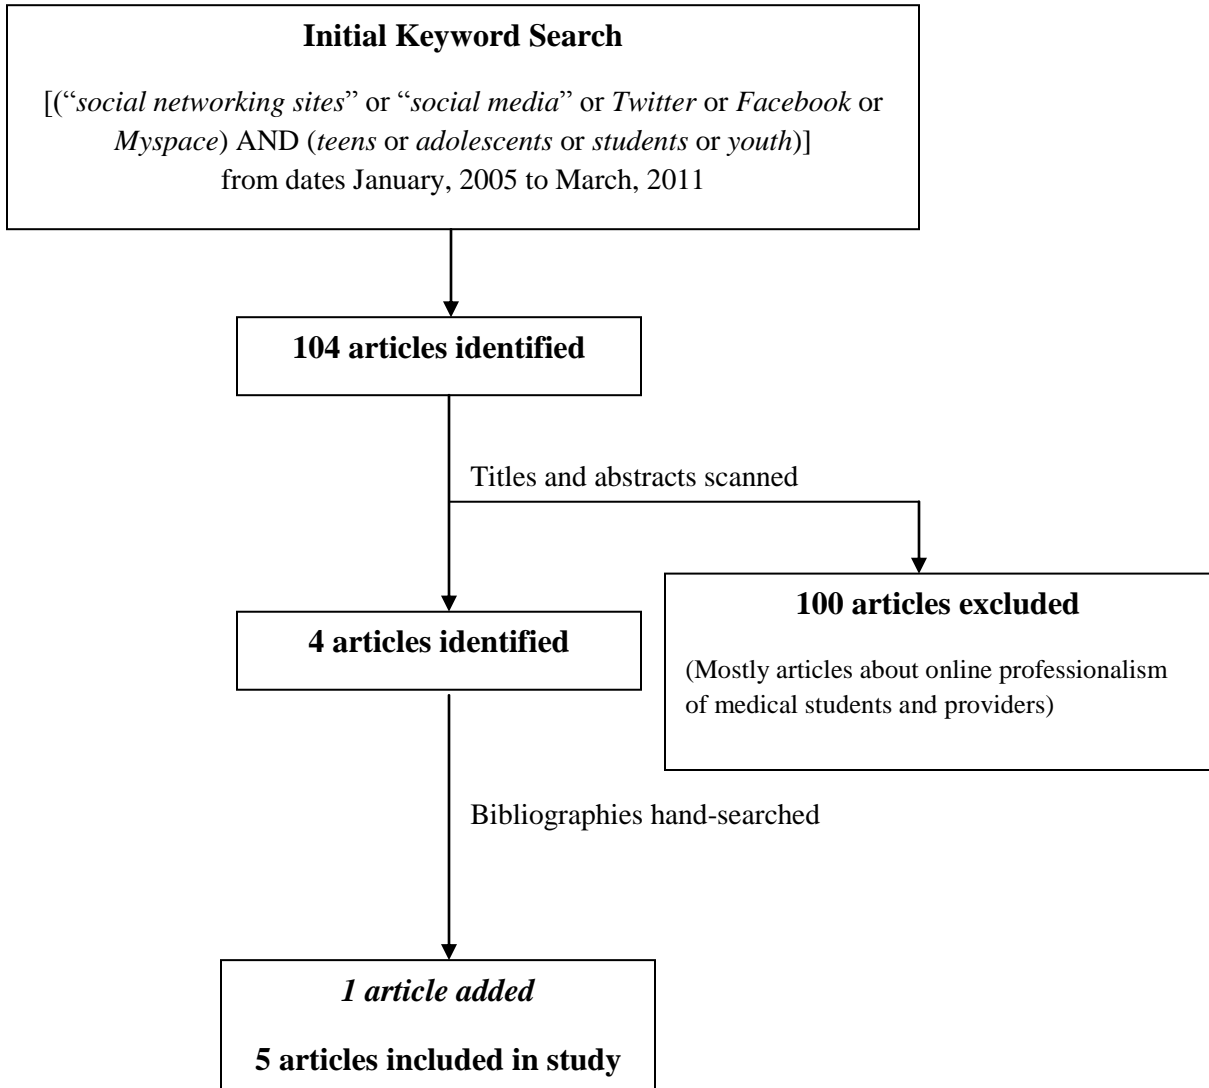 Initial Keyword Search
[(“social networking sites” or “social media” or Twitter or Facebook or
Myspace) AND (teens or adolescents or students or youth)]
from dates January, 2005 to March, 2011
104 articles identified
Titles and abstracts scanned
100 articles excluded
(Mostly articles about online professionalism
of medical students and providers)
4 articles identified
Bibliographies hand-searched
1 article added
5 articles included in study